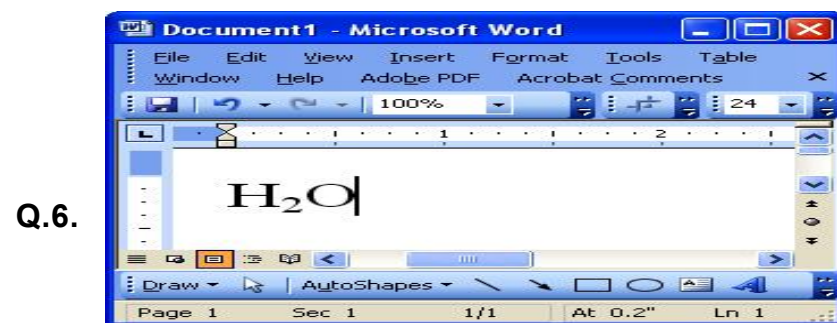 Document1 - Microsoft Word
File Edit View Insert Format Tools Table
Window Help Adobe PDF Acrobat Comments
100% 24
1 2
Q.6.
H₂O
Draw AutoShapes
Page 1 Sec 1 1/1 At 0.2" Ln 1